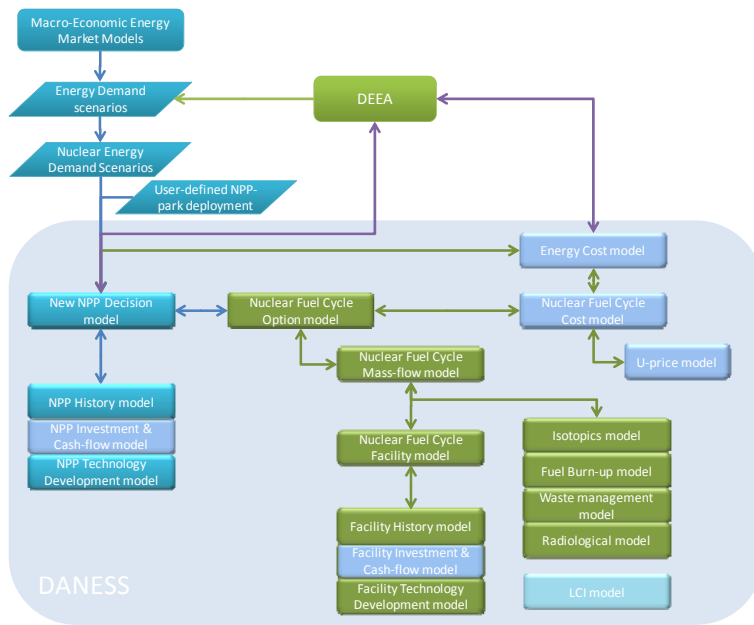 Macro-Economic Energy
Market Models
Energy Demand
scenarios
DEEA
Nuclear Energy
Demand Scenarios
User-defined NPP-
park deployment
Energy Cost model
New NPP Decision
model
Nuclear Fuel Cycle
Option model
Nuclear Fuel Cycle
Cost model
Nuclear Fuel Cycle
Mass-flow model
U-price model
NPP History model
NPP Investment &
Cash-flow model
NPP Technology
Development model
Nuclear Fuel Cycle
Facility model
Isotopics model
Fuel Burn-up model
Waste management
model
Radiological model
Facility History model
Facility Investment &
Cash-flow model
Facility Technology
Development model
LCI model
DANESS